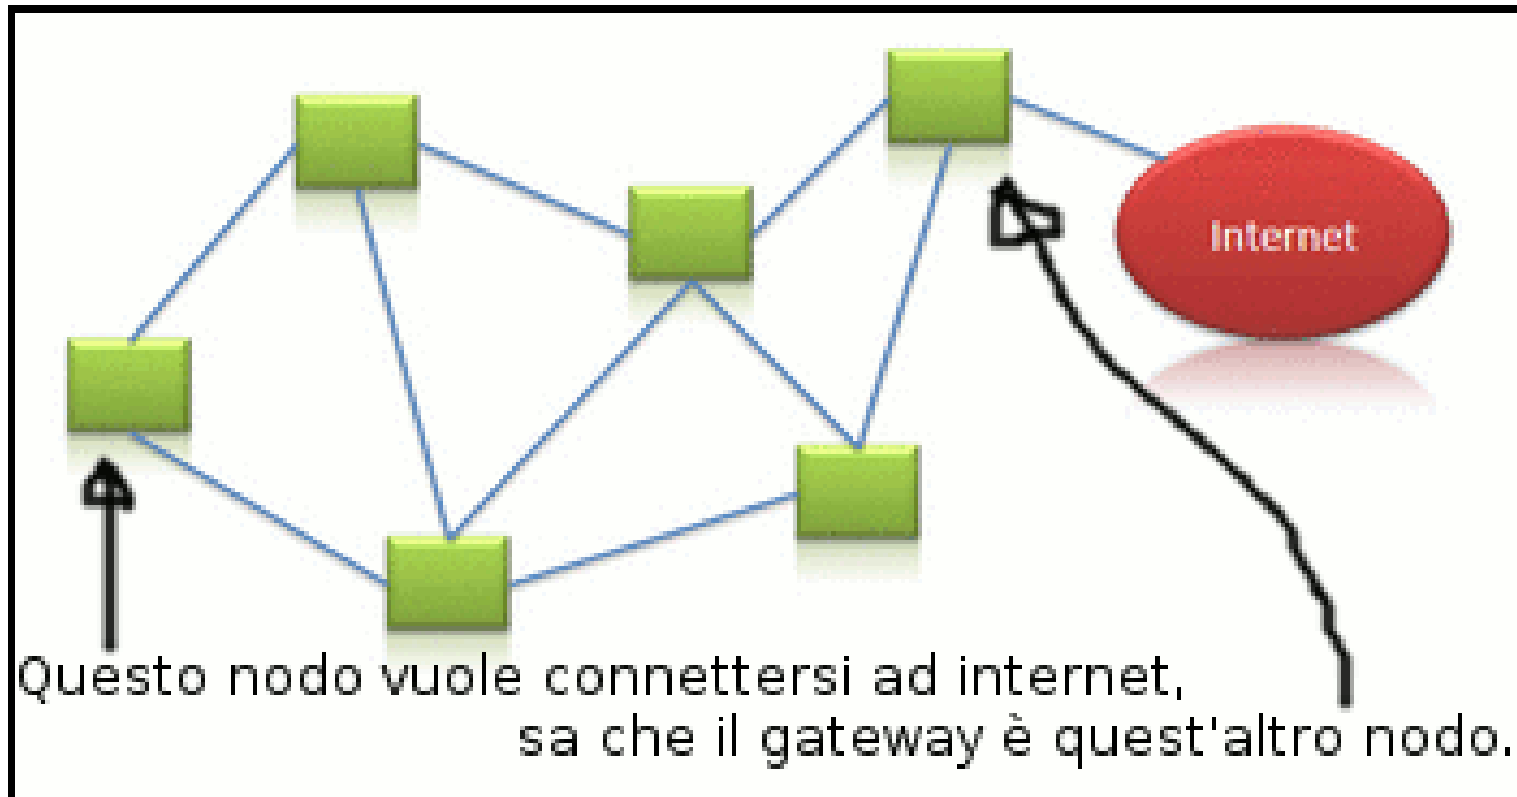 Internet
Questo nodo vuole connettersi ad internet,
sa che il gateway è quest'altro nodo.